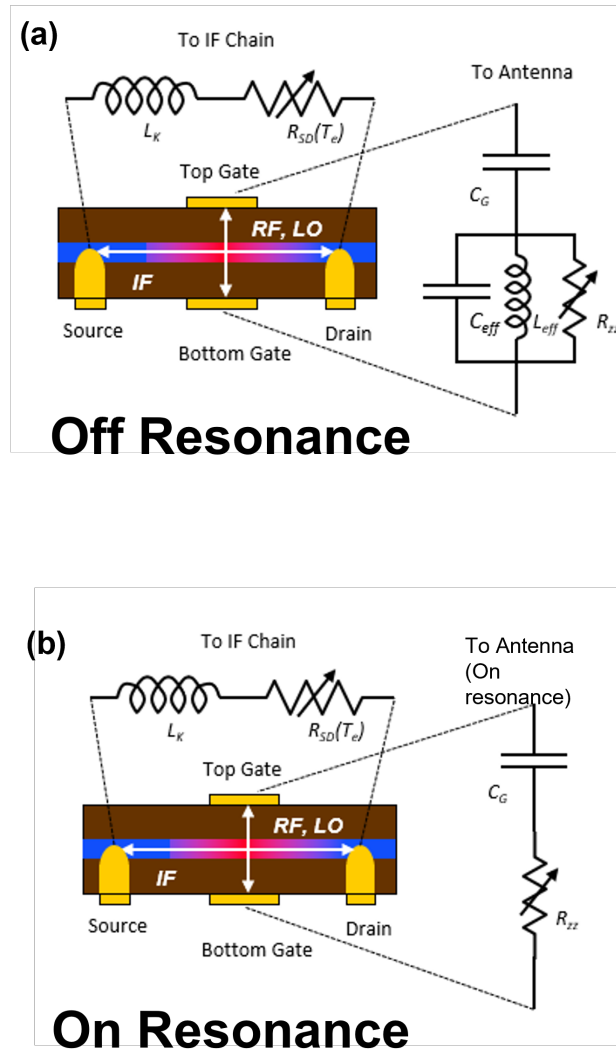 (a)
To IF Chain
To Antenna
L_K
R_SD(T_e)
Top Gate
C_G
RF, LO
IF
Source
Drain
C_eff
L_eff
R_z
Bottom Gate
Off Resonance
(b)
To IF Chain
To Antenna
(On
resonance)
L_K
R_SD(T_e)
Top Gate
C_G
RF, LO
IF
R_zz
Source
Drain
Bottom Gate
On Resonance